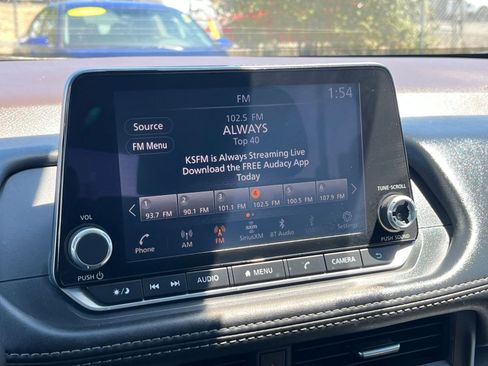 FM
1:54
102.5 FM
Source
ALWAYS
Top 40
FM Menu
KSFM is Always Streaming Live
Download the FREE Audacy App
Today
1 2 3 4 5 6
93.7 FM 90.1 FM 101.1 FM 102.5 FM 100.5 FM 107.9 FM
Phone AM FM SiriusXM BT Audio Settings
VOL
PUSH
TUNE·SCROLL
PUSH SOUND
AUDIO MENU CAMERA